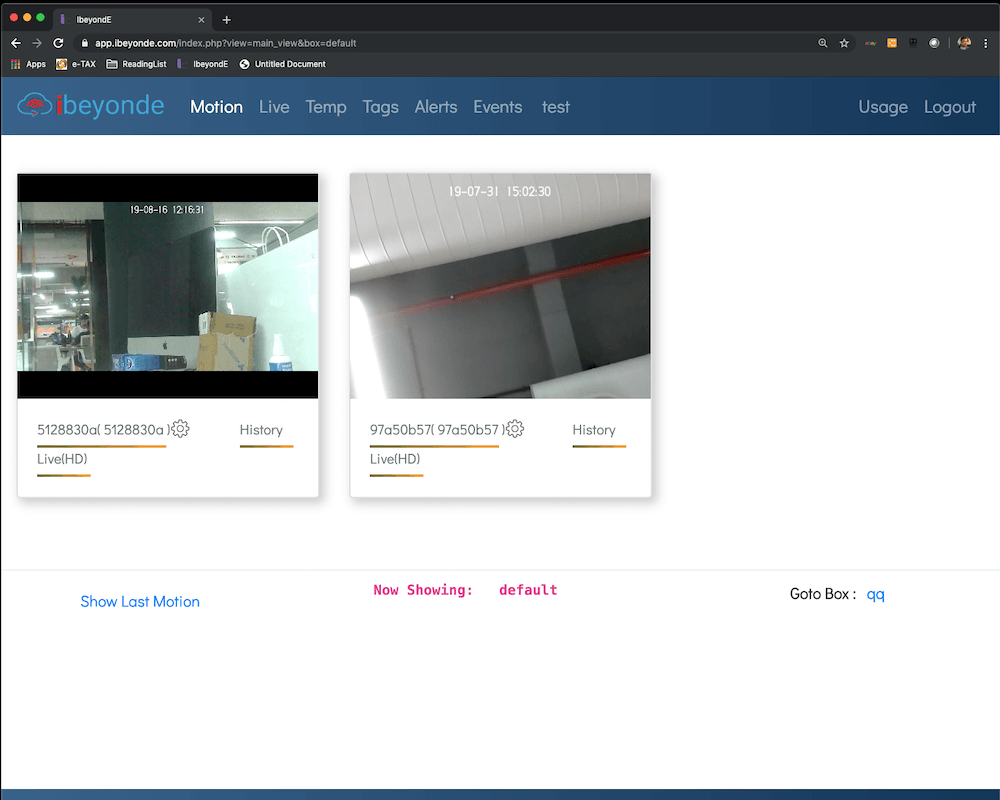 IbeyondE
app.ibeyonde.com/index.php?view=main_view&box=default
Apps e-TAX ReadingList IbeyondE Untitled Document
ibeyonde Motion Live Temp Tags Alerts Events test Usage Logout
19-08-16 12:16:31
19-07-31 15:02:30
5128830a( 5128830a ) History
Live(HD)
97a50b57( 97a50b57 ) History
Live(HD)
Show Last Motion
Now Showing: default
Goto Box : qq